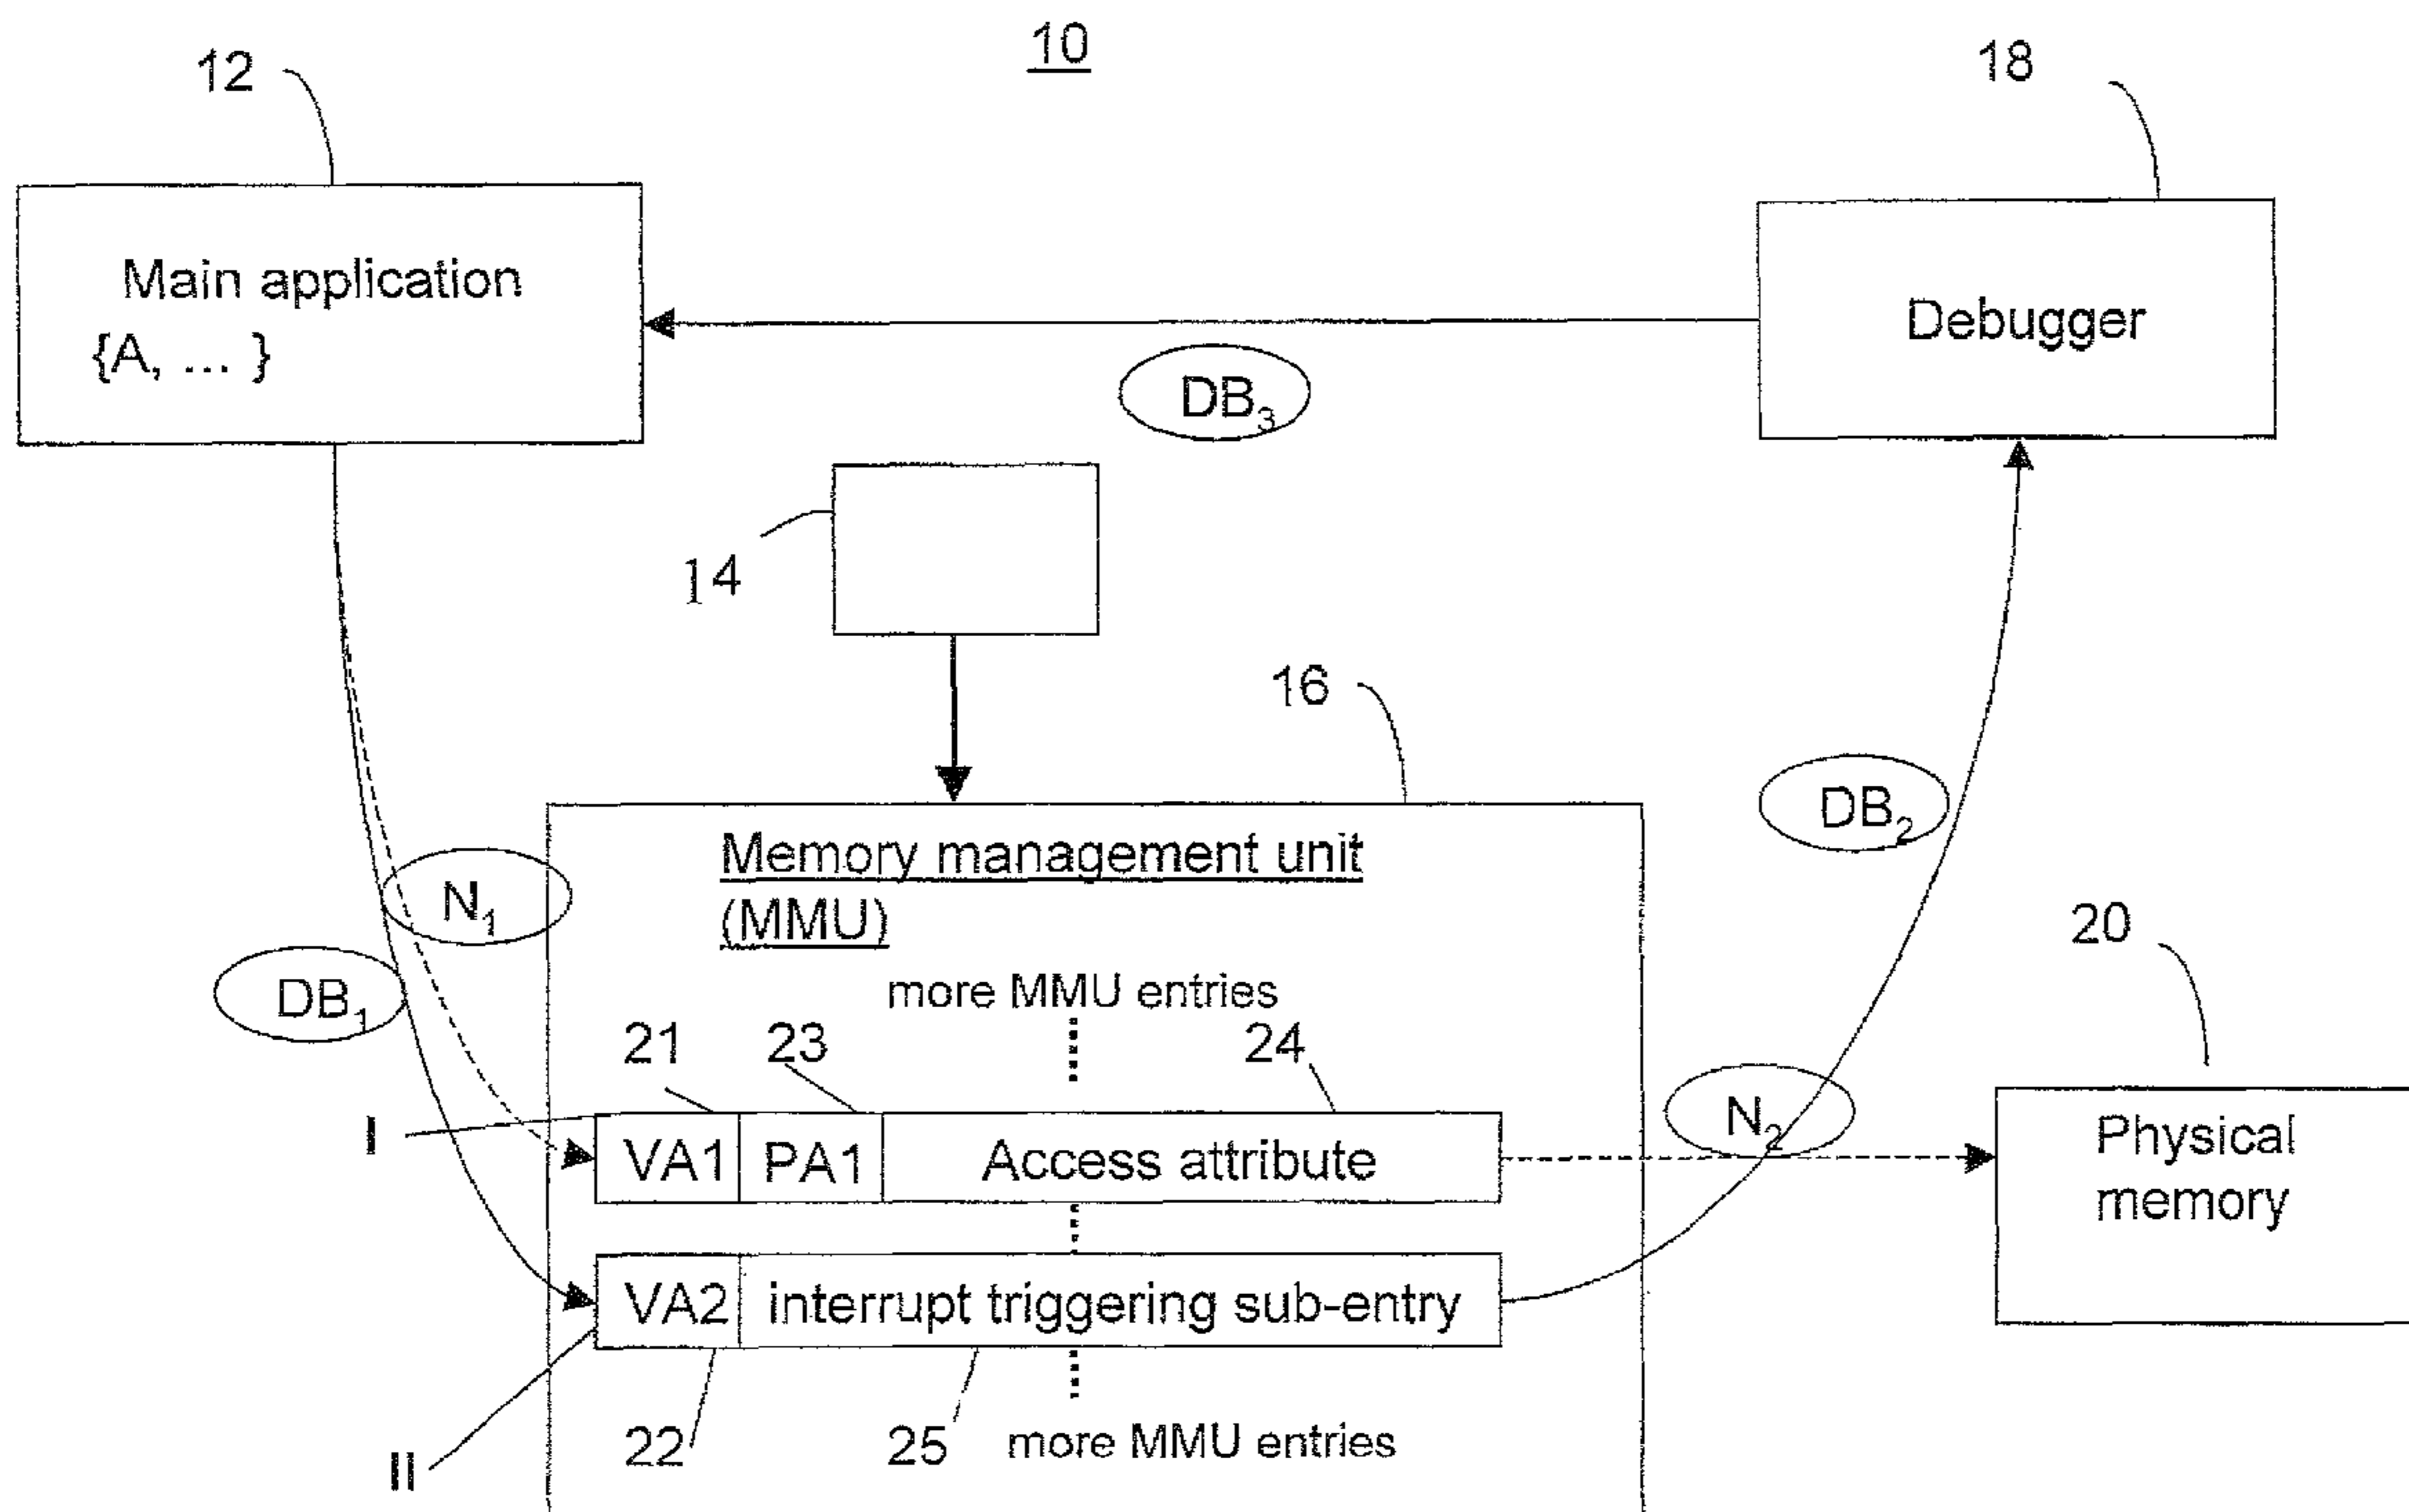 10
12
18
Main application
{A, ... }
Debugger
DB3
14
16
Memory management unit
(MMU)
N1
DB2
DB1
20
more MMU entries
21
23
24
I
VA1
PA1
Access attribute
N2
Physical
memory
VA2
interrupt triggering sub-entry
22
25
more MMU entries
II